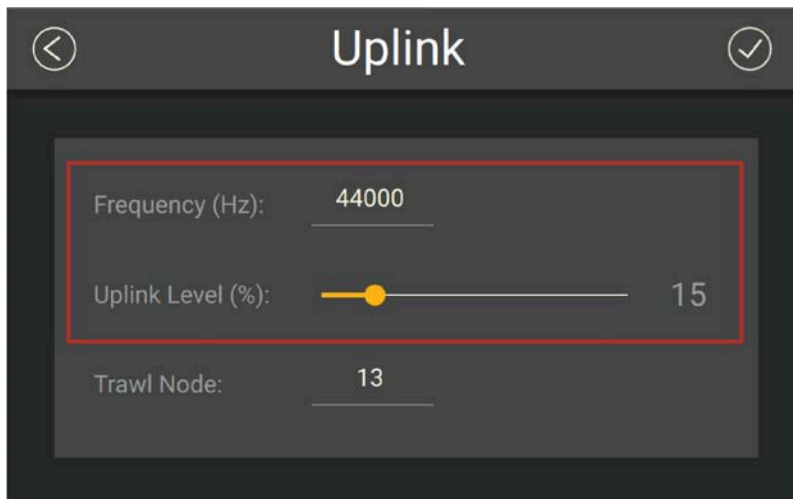 Uplink
Frequency (Hz): 44000
Uplink Level (%): 15
Trawl Node: 13